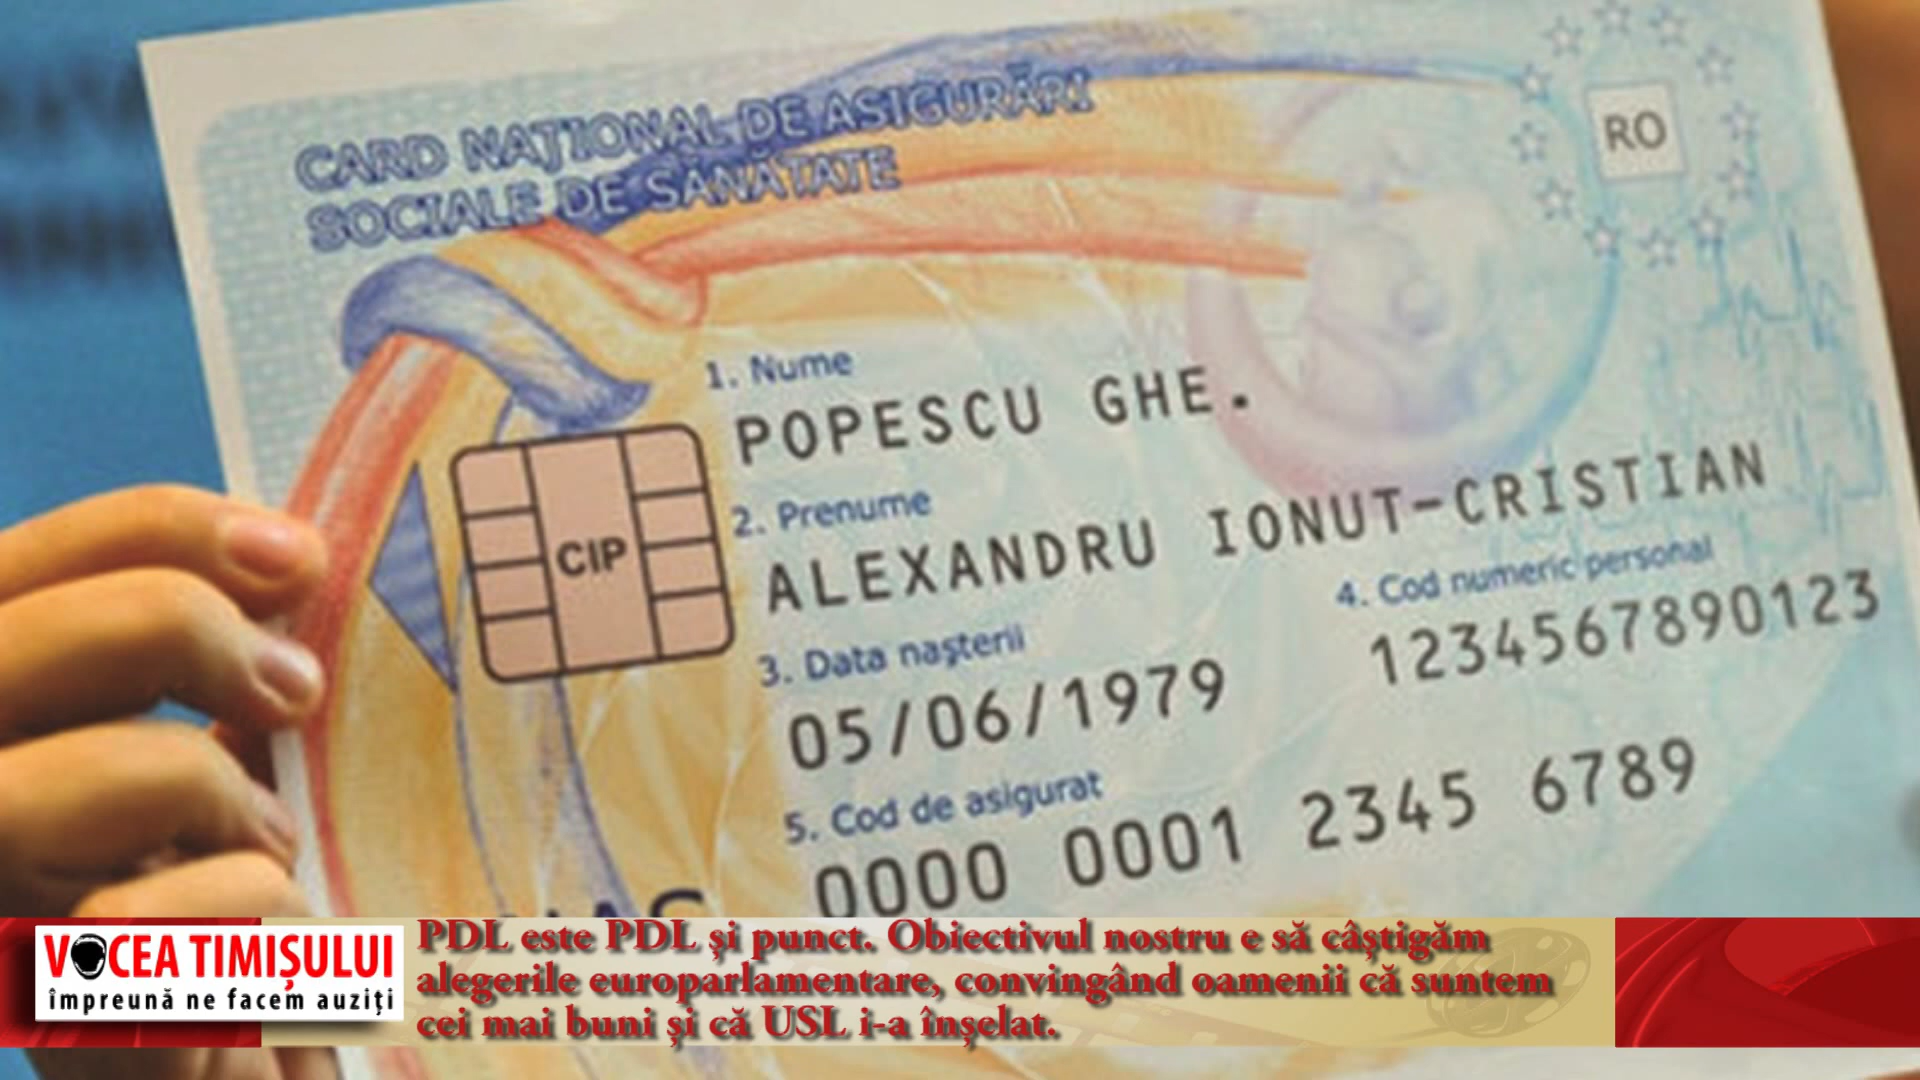 CARD NAŢIONAL DE ASIGURĂRI
SOCIALE DE SĂNĂTATE
RO
1. Nume
POPESCU GHE.
2. Prenume
ALEXANDRU IONUT-CRISTIAN
CIP
3. Data naşterii
4. Cod numeric personal
05/06/1979
1234567890123
5. Cod de asigurat
0000 0001 2345 6789
VOCEA TIMIȘULUI
împreună ne facem auziți
PDL este PDL și punct. Obiectivul nostru e să câștigăm
alegerile europarlamentare, convingând oamenii că suntem
cei mai buni și că USL i-a înșelat.